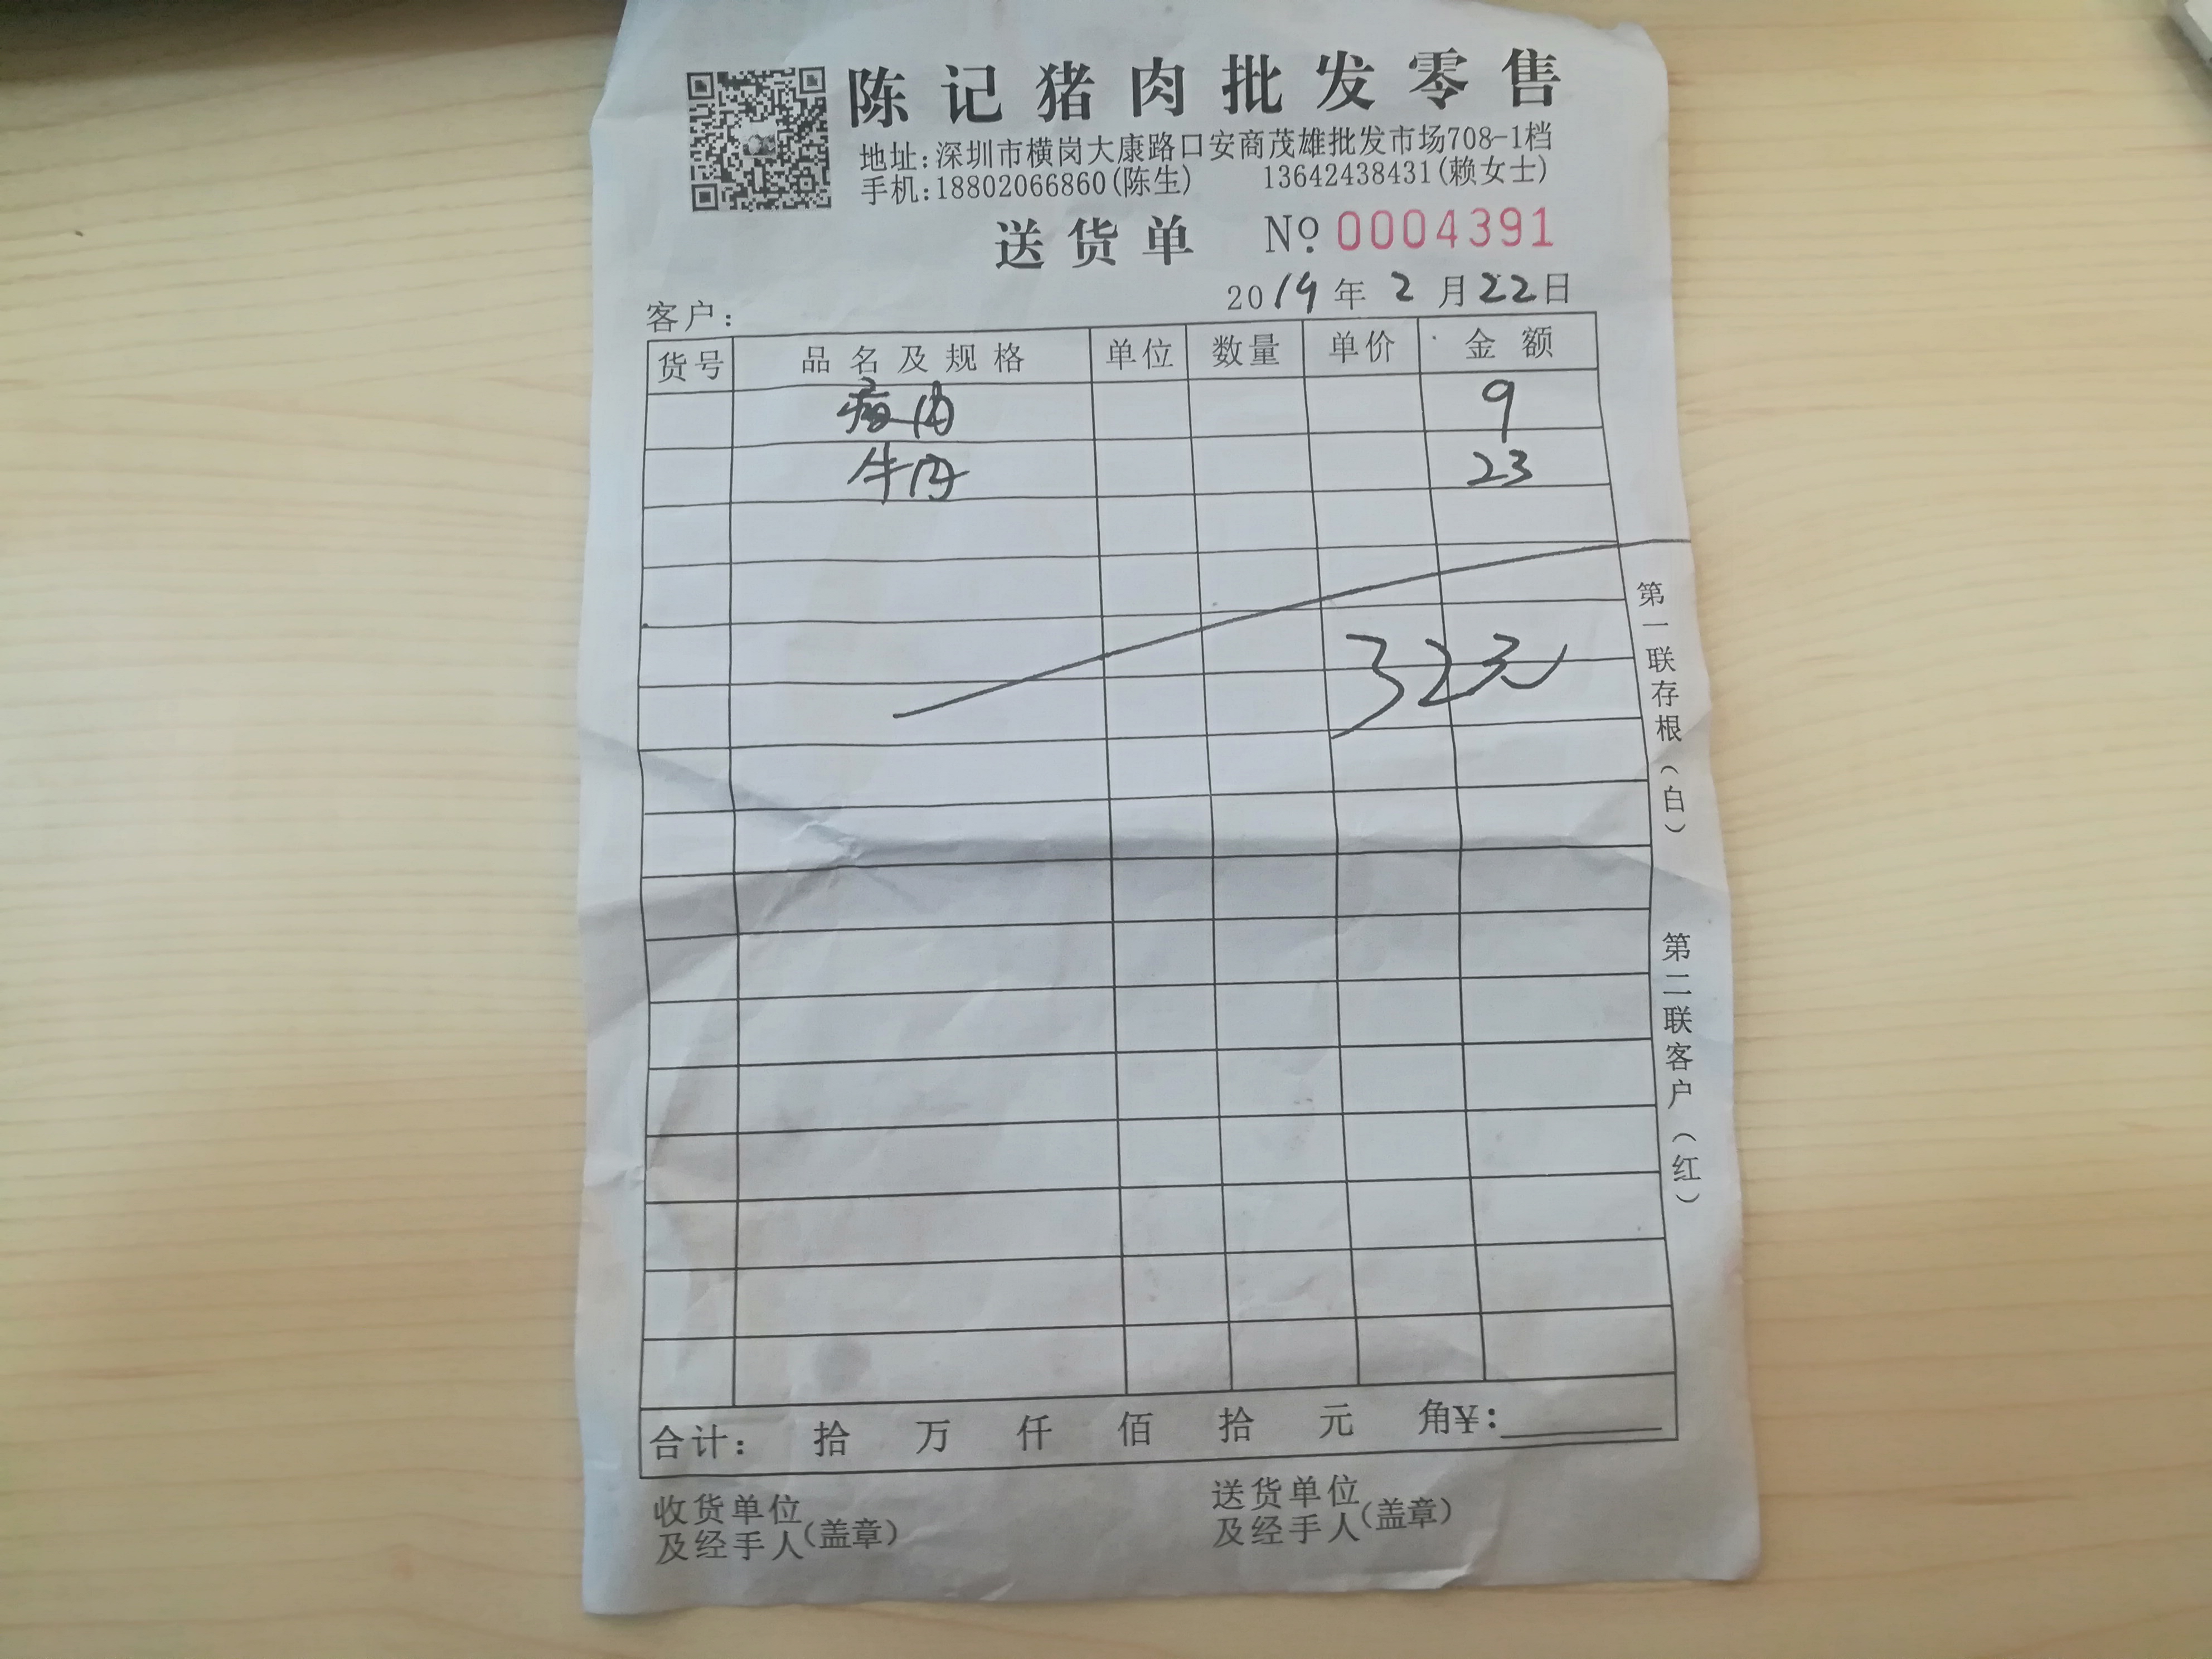 陈记猪肉批发零售
地址:深圳市横岗大康路口安商茂雄批发市场708-1档
手机:18802066860(陈生) 13642438431(赖女士)
送货单 № 0004391
2019年2月22日
客户:
货号 品名及规格 单位 数量 单价 金额
瘦肉 9
牛肉 23
32元
第一联存根(白)
第二联客户(红)
合计: 拾 万 仟 佰 拾 元 角¥:
收货单位 送货单位
及经手人(盖章) 及经手人(盖章)